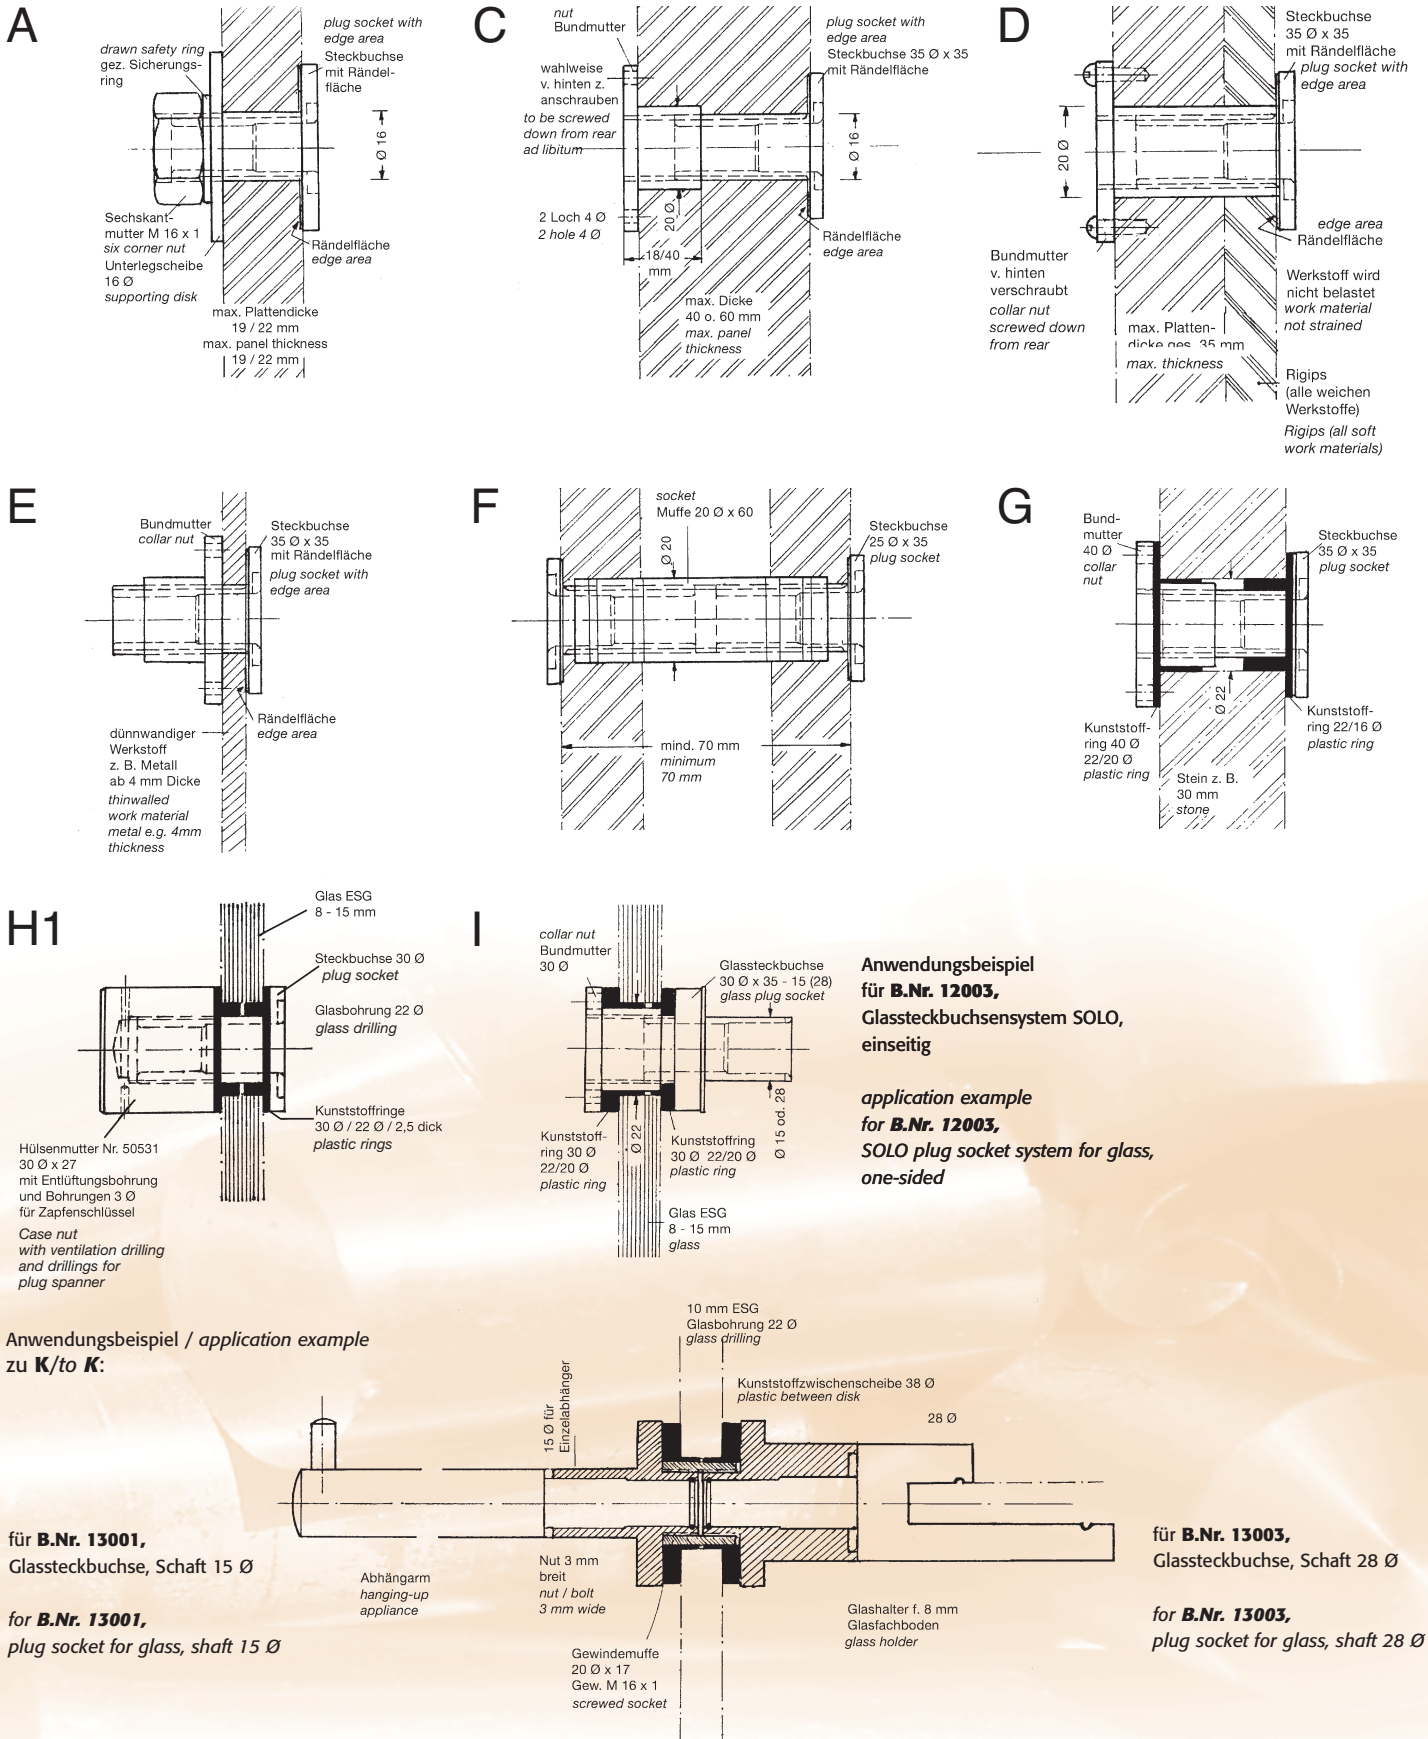 A
drawn safety ring
gez. Sicherungs-
ring
plug socket with
edge area
Steckbuchse
mit Rändel-
fläche
Ø 16
Sechskant-
mutter M 16 x 1
six corner nut
Unterlegscheibe
16 Ø
supporting disk
Rändelfläche
edge area
max. Plattendicke
19 / 22 mm
max. panel thickness
19 / 22 mm
C
nut
Bundmutter
wahlweise
v. hinten z.
anschrauben
to be screwed
down from rear
ad libitum
plug socket with
edge area
Steckbuchse 35 Ø x 35
mit Rändelfläche
Ø 16
20 Ø
2 Loch 4 Ø
2 hole 4 Ø
18/40
mm
Rändelfläche
edge area
max. Dicke
40 o. 60 mm
max. panel
thickness
D
Steckbuchse
35 Ø x 35
mit Rändelfläche
plug socket with
edge area
20 Ø
edge area
Rändelfläche
Bundmutter
v. hinten
verschraubt
collar nut
screwed down
from rear
max. Platten-
dicke ges. 35 mm
max. thickness
Werkstoff wird
nicht belastet
work material
not strained
Rigips
(alle weichen
Werkstoffe)
Rigips (all soft
work materials)
E
Bundmutter
collar nut
Steckbuchse
35 Ø x 35
mit Rändelfläche
plug socket with
edge area
Rändelfläche
edge area
dünnwandiger
Werkstoff
z. B. Metall
ab 4 mm Dicke
thinwalled
work material
metal e.g. 4mm
thickness
F
socket
Muffe 20 Ø x 60
Ø 20
Steckbuchse
25 Ø x 35
plug socket
mind. 70 mm
minimum
70 mm
G
Bund-
mutter
40 Ø
collar
nut
Steckbuchse
35 Ø x 35
plug socket
Ø 22
Kunststoff-
ring 40 Ø
22/20 Ø
plastic ring
Kunststoff-
ring 22/16 Ø
plastic ring
Stein z. B.
30 mm
stone
H1
Glas ESG
8 - 15 mm
Steckbuchse 30 Ø
plug socket
Glasbohrung 22 Ø
glass drilling
Kunststoffringe
30 Ø / 22 Ø / 2,5 dick
plastic rings
Hülsenmutter Nr. 50531
30 Ø x 27
mit Entlüftungsbohrung
und Bohrungen 3 Ø
für Zapfenschlüssel
Case nut
with ventilation drilling
and drillings for
plug spanner
I
collar nut
Bundmutter
30 Ø
Glassteckbuchse
30 Ø x 35 - 15 (28)
glass plug socket
Ø 22
Ø 15 od. 28
Kunststoff-
ring 30 Ø
22/20 Ø
plastic ring
Kunststoffring
30 Ø 22/20 Ø
plastic ring
Glas ESG
8 - 15 mm
glass
Anwendungsbeispiel
für B.Nr. 12003,
Glassteckbuchsensystem SOLO,
einseitig
application example
for B.Nr. 12003,
SOLO plug socket system for glass,
one-sided
Anwendungsbeispiel / application example
zu K/to K:
10 mm ESG
Glasbohrung 22 Ø
glass drilling
15 Ø für
Einzelabhänger
Kunststoffzwischenscheibe 38 Ø
plastic between disk
28 Ø
für B.Nr. 13001,
Glassteckbuchse, Schaft 15 Ø
for B.Nr. 13001,
plug socket for glass, shaft 15 Ø
Abhängarm
hanging-up
appliance
Nut 3 mm
breit
nut / bolt
3 mm wide
Gewindemuffe
20 Ø x 17
Gew. M 16 x 1
screwed socket
Glashalter f. 8 mm
Glasfachboden
glass holder
für B.Nr. 13003,
Glassteckbuchse, Schaft 28 Ø
for B.Nr. 13003,
plug socket for glass, shaft 28 Ø